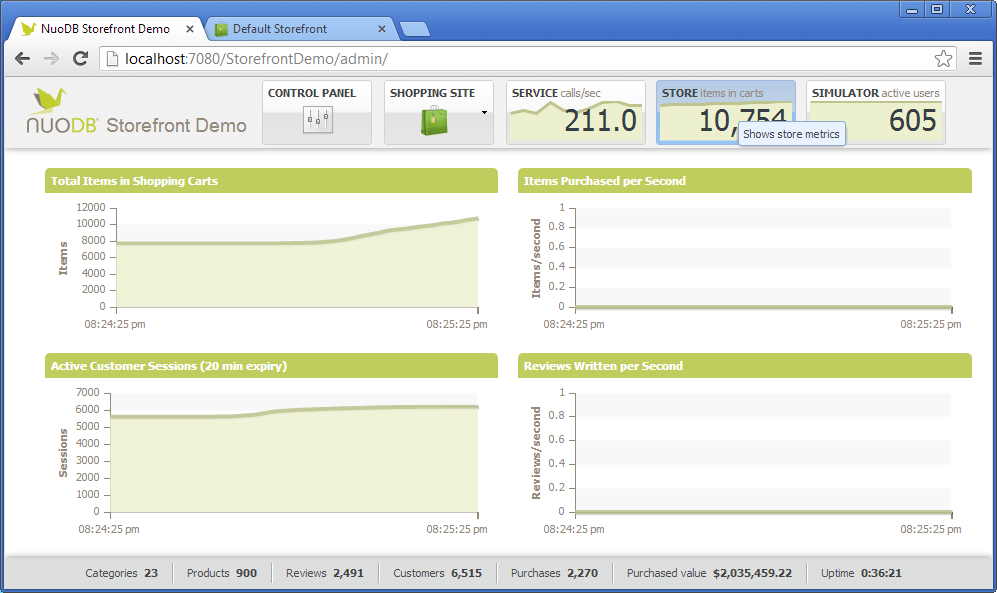 NuoDB Storefront Demo
Default Storefront
localhost:7080/StorefrontDemo/admin/
NUODB® Storefront Demo
CONTROL PANEL
SHOPPING SITE
SERVICE calls/sec
211.0
STORE items in carts
10,754
Shows store metrics
SIMULATOR active users
605
Total Items in Shopping Carts
12000
10000
8000
6000
4000
2000
0
Items
08:24:25 pm
08:25:25 pm
Items Purchased per Second
1
0.8
0.6
0.4
0.2
0
Items/second
08:24:25 pm
08:25:25 pm
Active Customer Sessions (20 min expiry)
7000
6000
5000
4000
3000
2000
1000
0
Sessions
08:24:25 pm
08:25:25 pm
Reviews Written per Second
1
0.8
0.6
0.4
0.2
0
Reviews/second
08:24:25 pm
08:25:25 pm
Categories 23 Products 900 Reviews 2,491 Customers 6,515 Purchases 2,270 Purchased value $2,035,459.22 Uptime 0:36:21